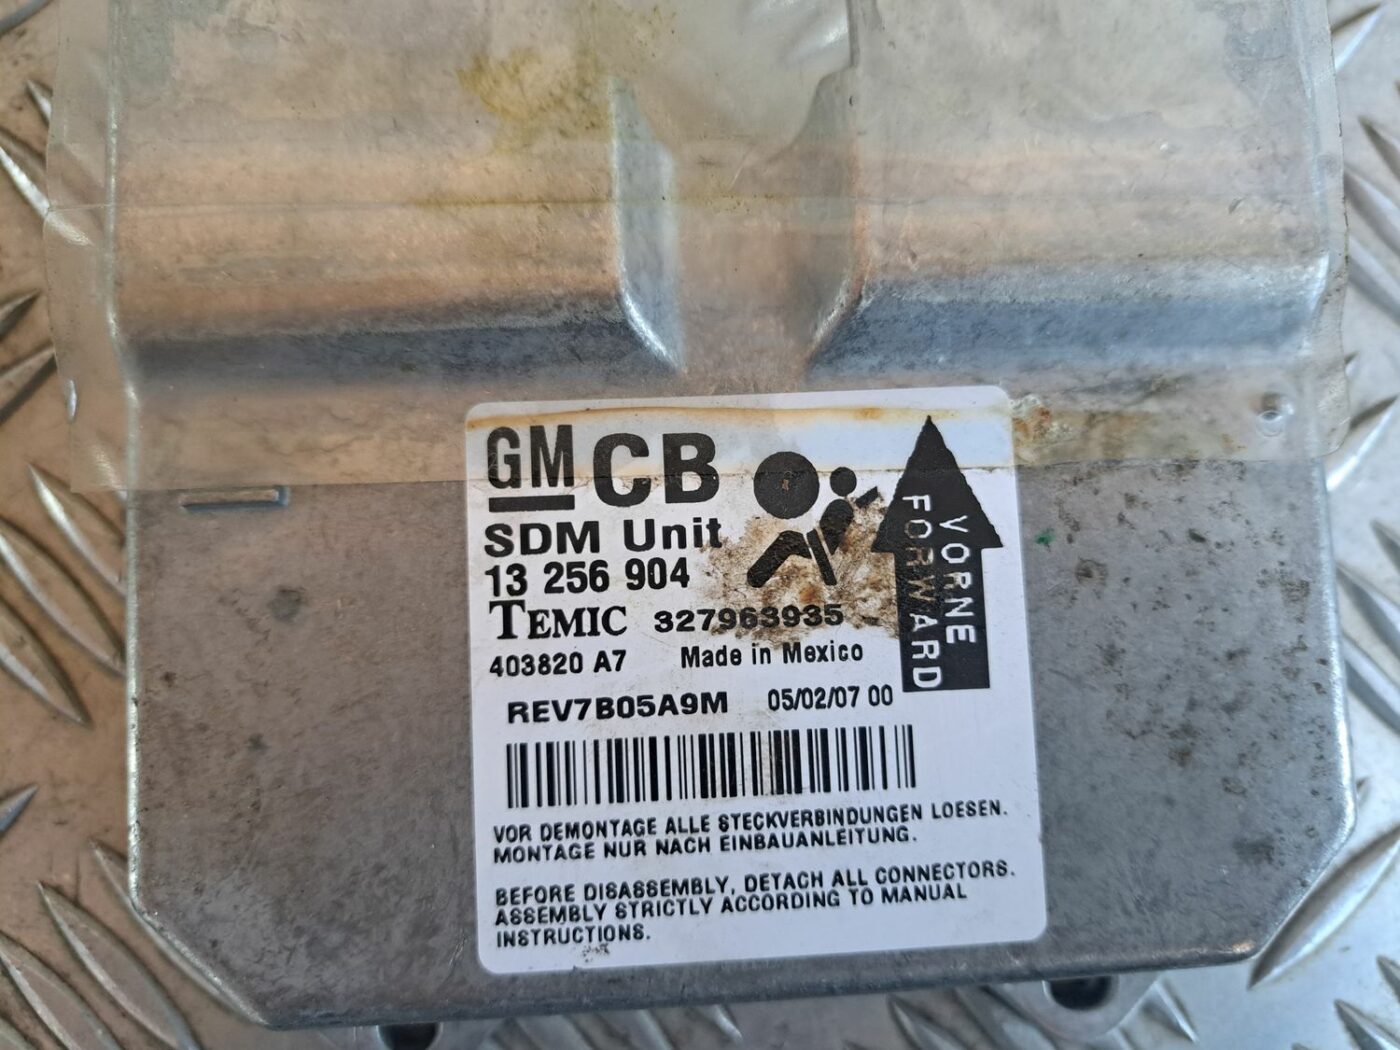 GM CB
SDM Unit
13 256 904
TEMIC 327963935
403820 A7 Made in Mexico
REV7B05A9M 05/02/07 00
VORNE
FORWARD
VOR DEMONTAGE ALLE STECKVERBINDUNGEN LOESEN.
MONTAGE NUR NACH EINBAUANLEITUNG.
BEFORE DISASSEMBLY, DETACH ALL CONNECTORS.
ASSEMBLY STRICTLY ACCORDING TO MANUAL
INSTRUCTIONS.